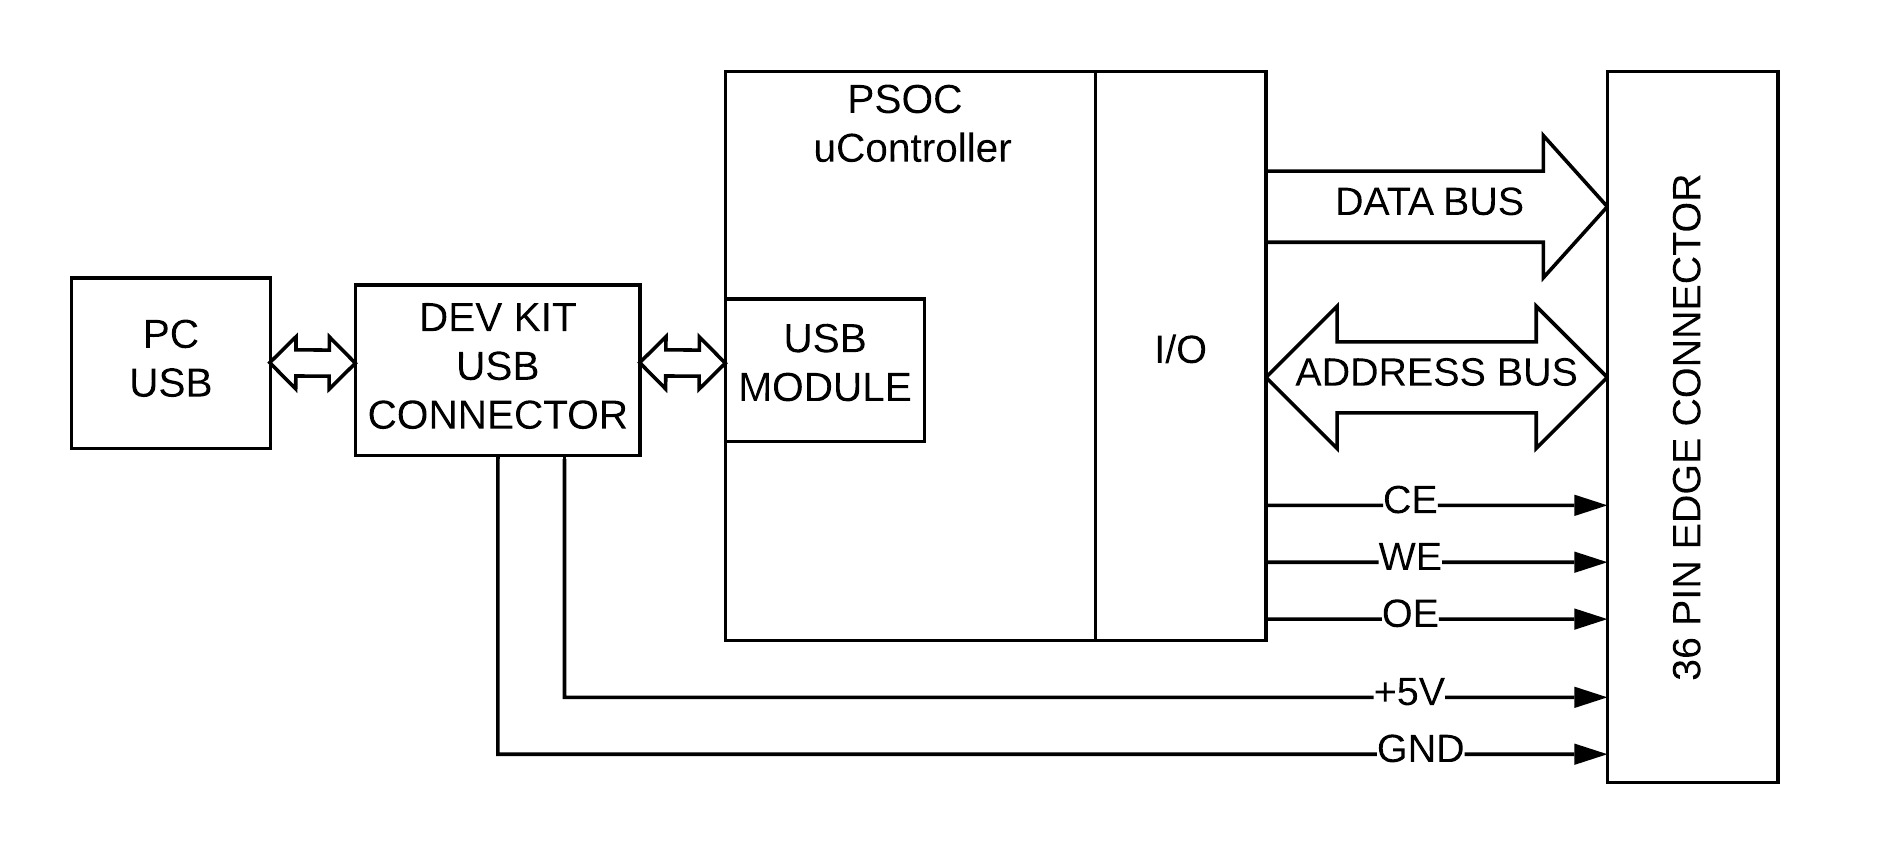 PSOC
uController
PC
USB
DEV KIT
USB
CONNECTOR
USB
MODULE
I/O
DATA BUS
ADDRESS BUS
CE
WE
OE
+5V
GND
36 PIN EDGE CONNECTOR